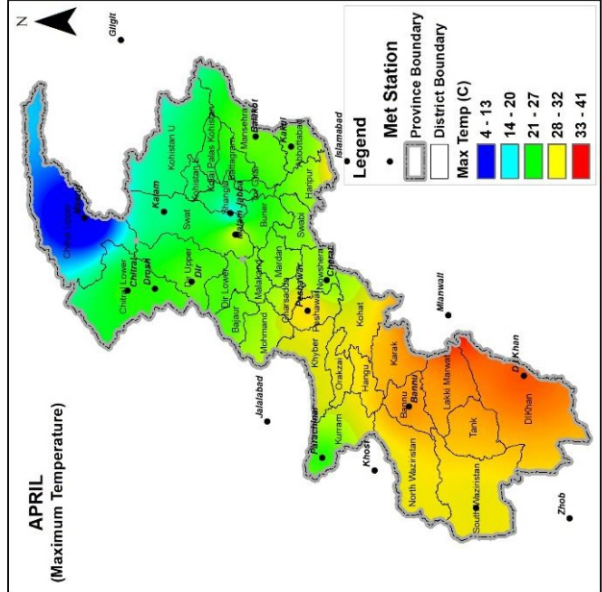 APRIL
(Maximum Temperature)
N
Gilgit
Chitral Lower
Chitral
Drosh
Kalam
Kohistan U
Swat
Dir Upper
Dir
Dir Lower
Shangla
Malam Jabba
Battagram
Mansehra
Balakot
Kakul
Abbottabad
Haripur
Buner
Swabi
Malakand
Bajaur
Mohmand
Mardan
Charsadda
Peshawar
Peshawar
Nowshera
Cherat
Islamabad
Jalalabad
Khyber
Kohat
Orakzai
Hangu
Kurram
Parachinar
Khost
Karak
Bannu
Bannu
Mianwali
North Waziristan
Lakki Marwat
Tank
South Waziristan
DIKhan
D I Khan
Zhob
Legend
Met Station
Province Boundary
District Boundary
Max Temp (C)
4 - 13
14 - 20
21 - 27
28 - 32
33 - 41